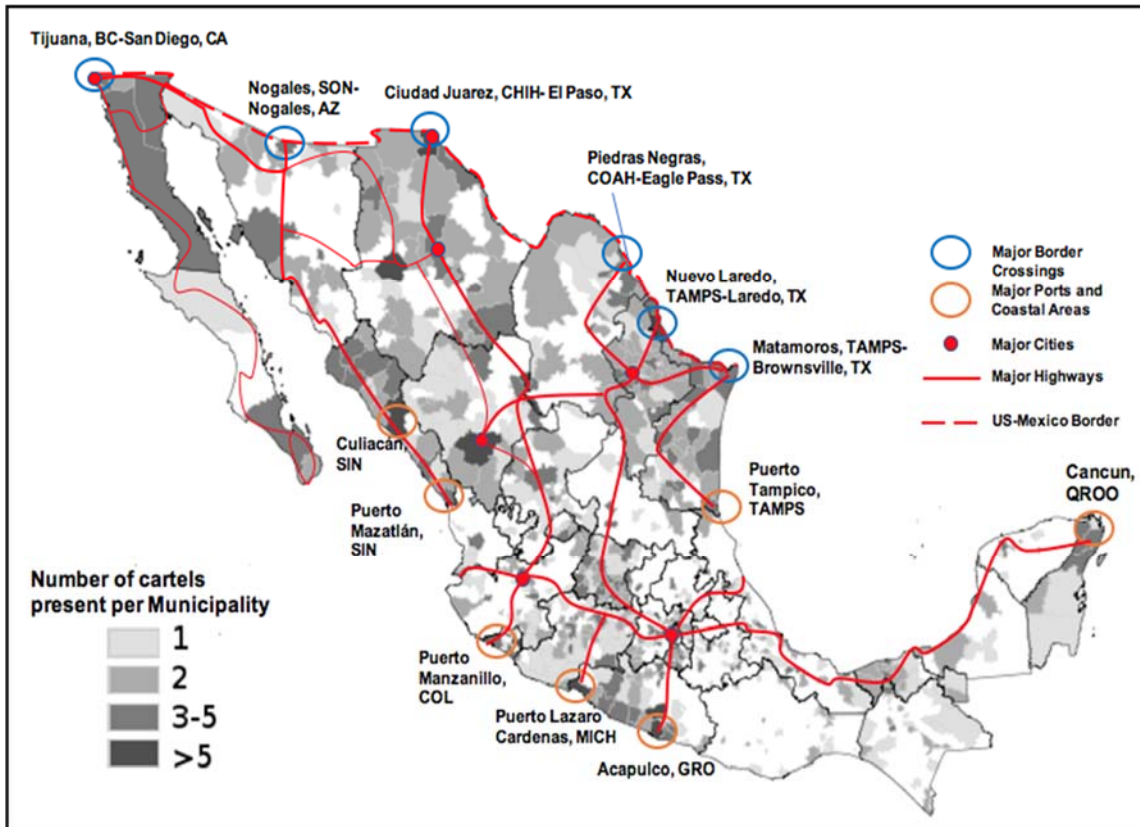 Tijuana, BC-San Diego, CA
Nogales, SON-
Nogales, AZ
Ciudad Juarez, CHIH- El Paso, TX
Piedras Negras,
COAH-Eagle Pass, TX
Nuevo Laredo,
TAMPS-Laredo, TX
Matamoros, TAMPS-
Brownsville, TX
Major Border
Crossings
Major Ports and
Coastal Areas
Major Cities
Major Highways
US-Mexico Border
Culiacán,
SIN
Puerto
Mazatlán,
SIN
Puerto
Tampico,
TAMPS
Cancun,
QROO
Number of cartels
present per Municipality
1
2
3-5
>5
Puerto
Manzanillo,
COL
Puerto Lazaro
Cardenas, MICH
Acapulco, GRO